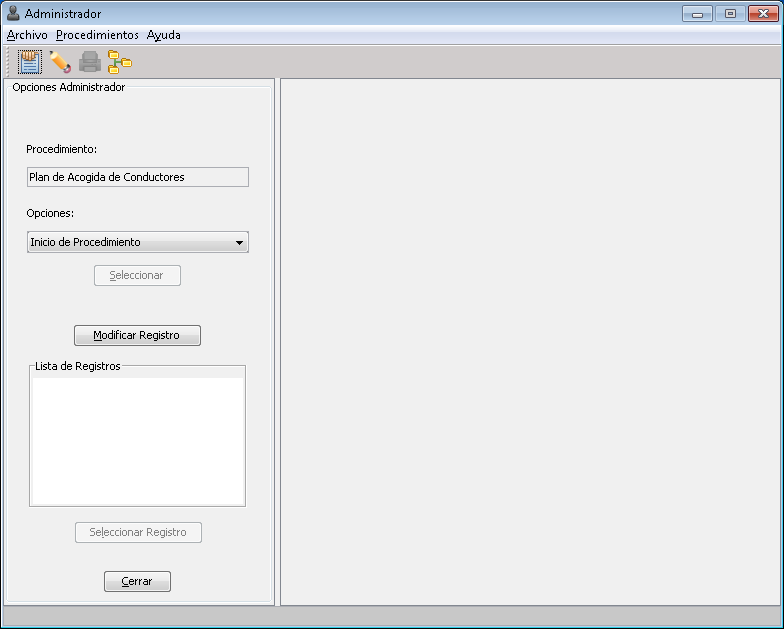 Administrador
Archivo Procedimientos Ayuda
Opciones Administrador
Procedimiento:
Plan de Acogida de Conductores
Opciones:
Inicio de Procedimiento
Seleccionar
Modificar Registro
Lista de Registros
Seleccionar Registro
Cerrar